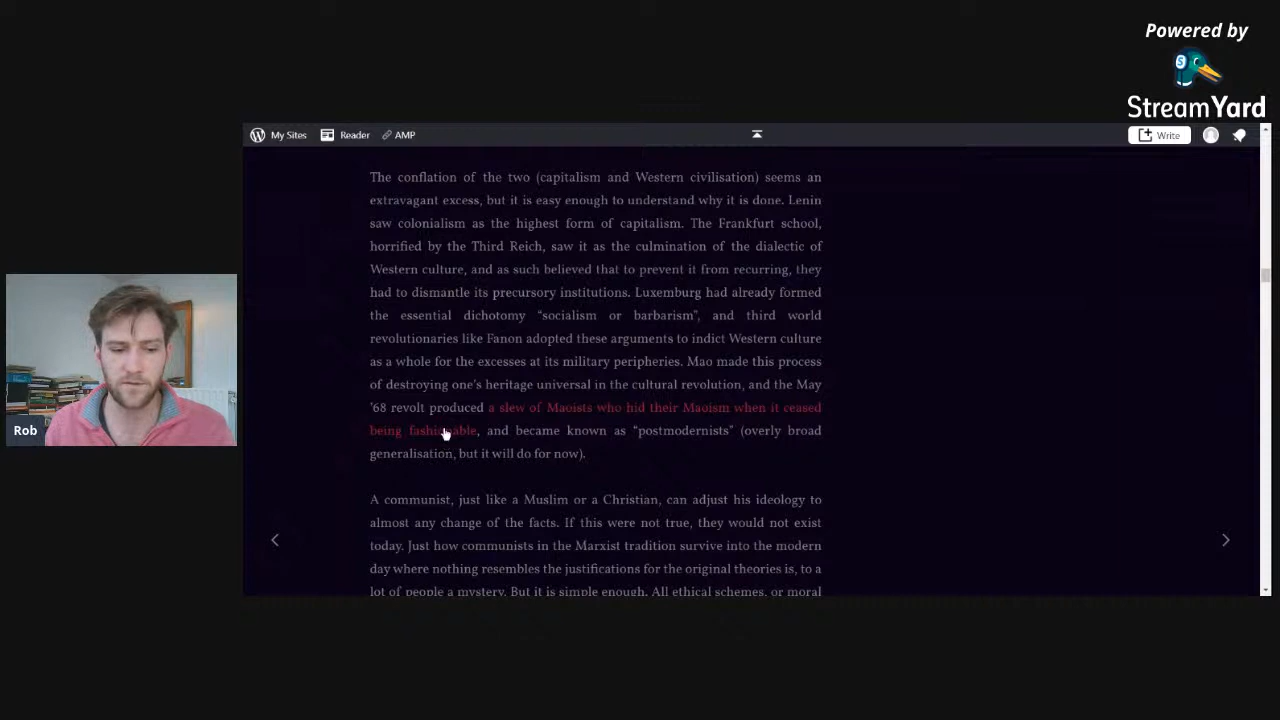 Powered by
StreamYard
My Sites Reader AMP Write
The conflation of the two (capitalism and Western civilisation) seems an
extravagant excess, but it is easy enough to understand why it is done. Lenin
saw colonialism as the highest form of capitalism. The Frankfurt school,
horrified by the Third Reich, saw it as the culmination of the dialectic of
Western culture, and as such believed that to prevent it from recurring, they
had to dismantle its precursory institutions. Luxemburg had already formed
the essential dichotomy “socialism or barbarism”, and third world
revolutionaries like Fanon adopted these arguments to indict Western culture
as a whole for the excesses at its military peripheries. Mao made this process
of destroying one’s heritage universal in the cultural revolution, and the May
’68 revolt produced a slew of Maoists who hid their Maoism when it ceased
being fashionable, and became known as “postmodernists” (overly broad
generalisation, but it will do for now).
A communist, just like a Muslim or a Christian, can adjust his ideology to
almost any change of the facts. If this were not true, they would not exist
today. Just how communists in the Marxist tradition survive into the modern
day where nothing resembles the justifications for the original theories is, to a
lot of people a mystery. But it is simple enough. All ethical schemes, or moral
Rob